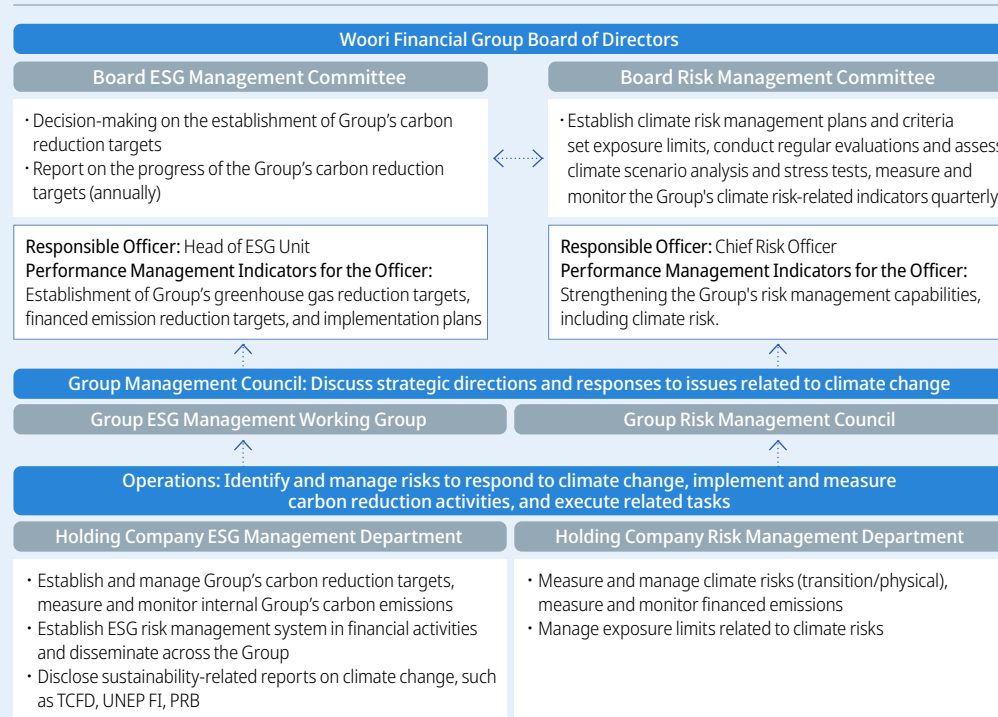 Woori Financial Group Board of Directors
Board ESG Management Committee
· Decision-making on the establishment of Group's carbon
reduction targets
· Report on the progress of the Group's carbon reduction
targets (annually)
Responsible Officer: Head of ESG Unit
Performance Management Indicators for the Officer:
Establishment of Group's greenhouse gas reduction targets,
financed emission reduction targets, and implementation plans
Board Risk Management Committee
· Establish climate risk management plans and criteria
set exposure limits, conduct regular evaluations and assess
climate scenario analysis and stress tests, measure and
monitor the Group's climate risk-related indicators quarterly
Responsible Officer: Chief Risk Officer
Performance Management Indicators for the Officer:
Strengthening the Group's risk management capabilities,
including climate risk.
Group Management Council: Discuss strategic directions and responses to issues related to climate change
Group ESG Management Working Group
Group Risk Management Council
Operations: Identify and manage risks to respond to climate change, implement and measure
carbon reduction activities, and execute related tasks
Holding Company ESG Management Department
· Establish and manage Group's carbon reduction targets,
measure and monitor internal Group's carbon emissions
· Establish ESG risk management system in financial activities
and disseminate across the Group
· Disclose sustainability-related reports on climate change, such
as TCFD, UNEP FI, PRB
Holding Company Risk Management Department
· Measure and manage climate risks (transition/physical),
measure and monitor financed emissions
· Manage exposure limits related to climate risks